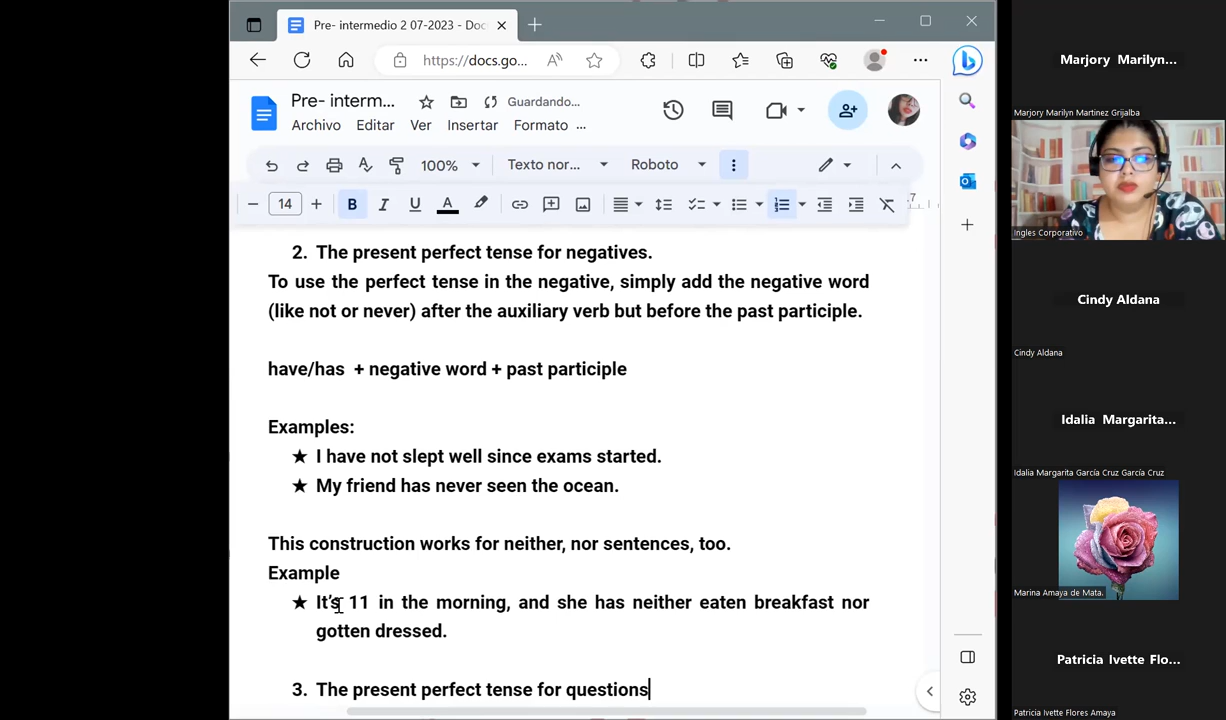 Pre- intermedio 2 07-2023 - Doc
https://docs.go...
Pre- interm...
Guardando...
Archivo Editar Ver Insertar Formato ...
100% Texto nor... Roboto
14 B I U A
7
2. The present perfect tense for negatives.
To use the perfect tense in the negative, simply add the negative word
(like not or never) after the auxiliary verb but before the past participle.
have/has + negative word + past participle
Examples:
★ I have not slept well since exams started.
★ My friend has never seen the ocean.
This construction works for neither, nor sentences, too.
Example
★ It's 11 in the morning, and she has neither eaten breakfast nor
gotten dressed.
3. The present perfect tense for questions
Marjory Marilyn...
Marjory Marilyn Martinez Grijalba
Ingles Corporativo
Cindy Aldana
Cindy Aldana
Idalia Margarita...
Idalia Margarita García Cruz García Cruz
Marina Amaya de Mata.
Patricia Ivette Flo...
Patricia Ivette Flores Amaya